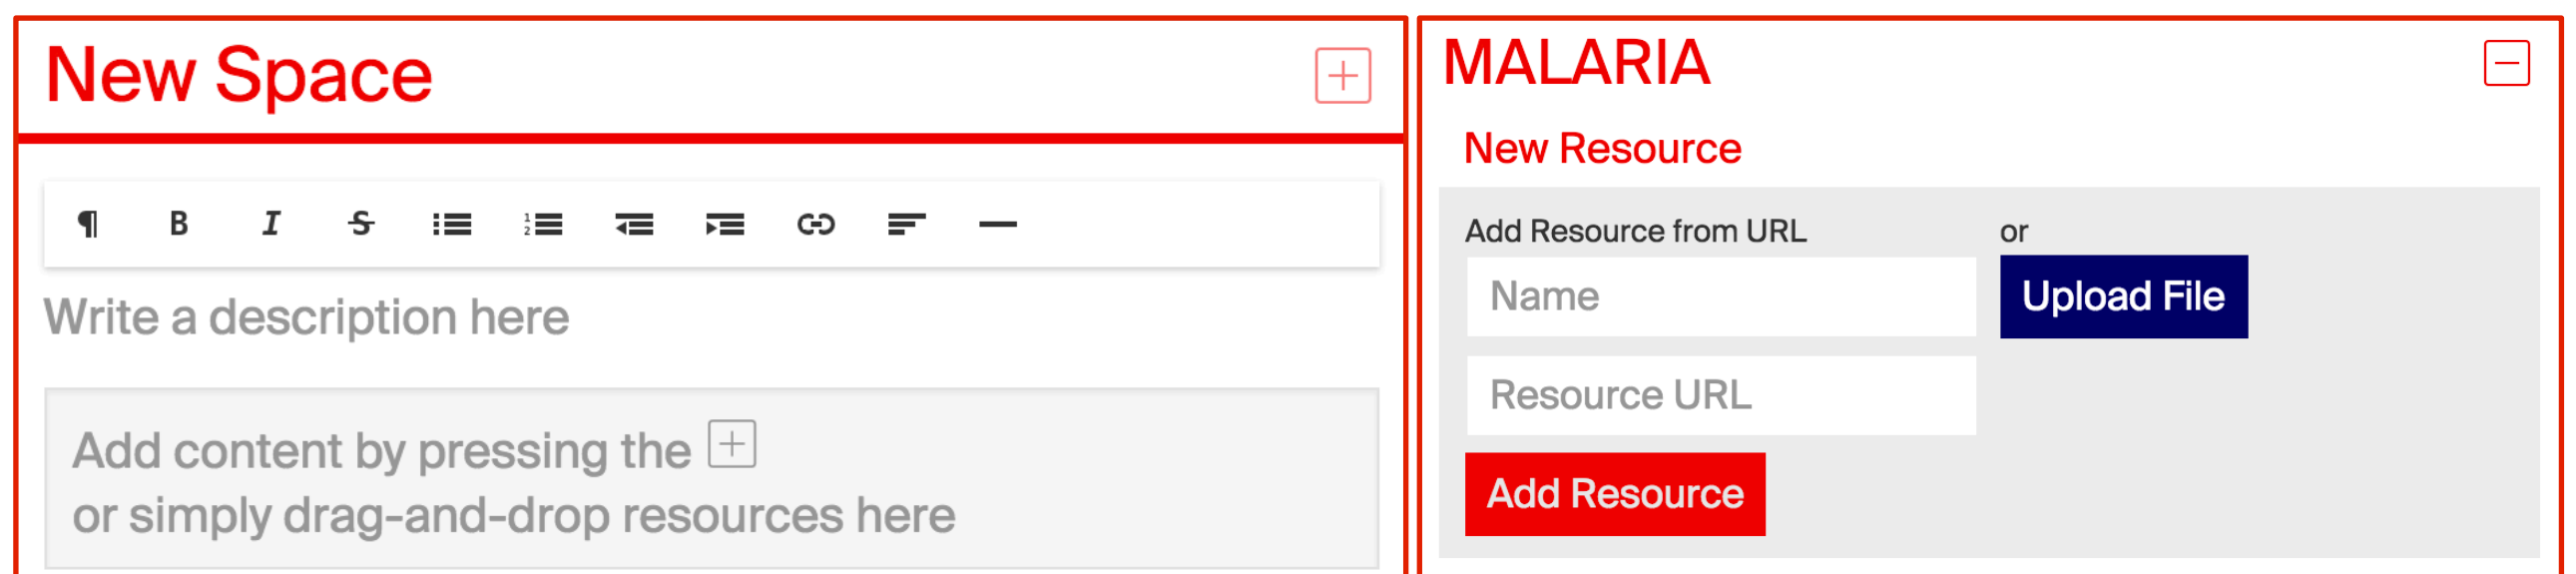 New Space
¶ B I S
Write a description here
Add content by pressing the
or simply drag-and-drop resources here
MALARIA
New Resource
Add Resource from URL or
Name
Upload File
Resource URL
Add Resource